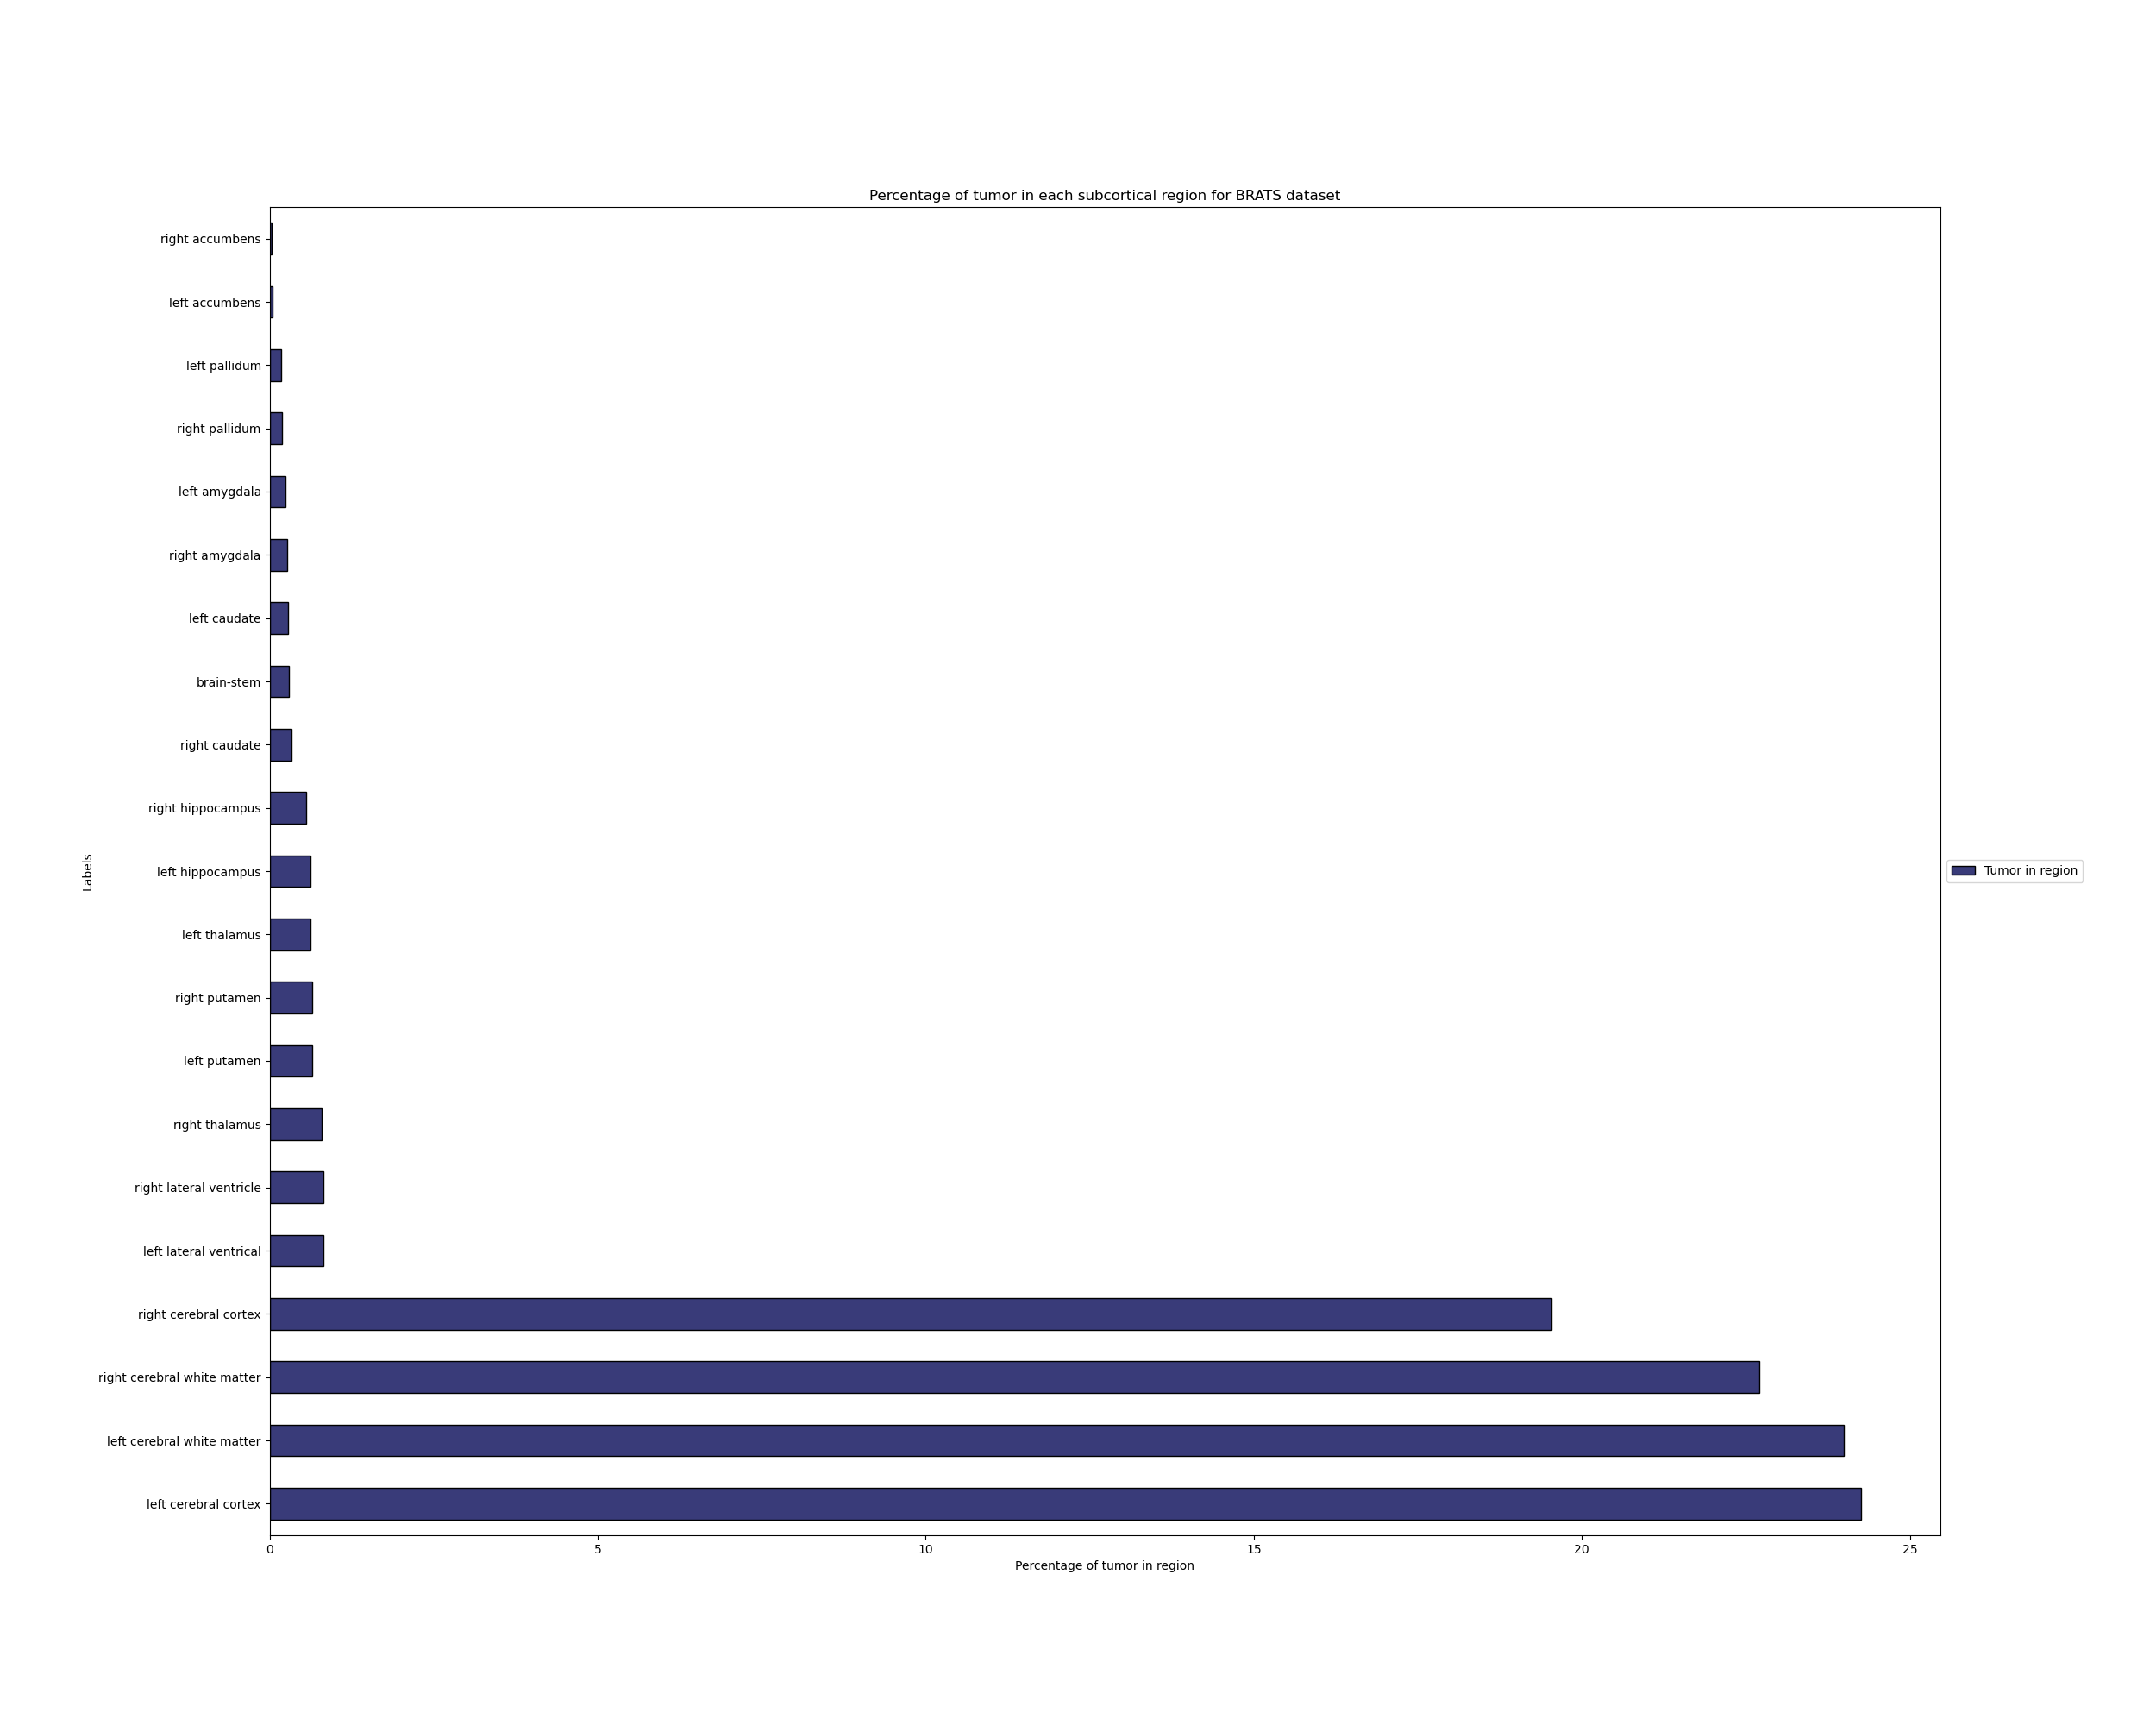 Percentage of tumor in each subcortical region for BRATS dataset
right accumbens
left accumbens
left pallidum
right pallidum
left amygdala
right amygdala
left caudate
brain-stem
right caudate
right hippocampus
left hippocampus
left thalamus
right putamen
left putamen
right thalamus
right lateral ventricle
left lateral ventrical
right cerebral cortex
right cerebral white matter
left cerebral white matter
left cerebral cortex
Labels
Tumor in region
0 5 10 15 20 25
Percentage of tumor in region